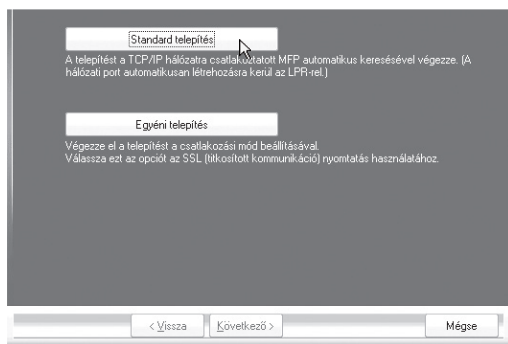 Standard telepítés
A telepítést a TCP/IP hálózatra csatlakoztatott MFP automatikus keresésével végezze. (A
hálózati port automatikusan létrehozásra kerül az LPR-rel.)
Egyéni telepítés
Végezze el a telepítést a csatlakozási mód beállításával.
Válassza ezt az opciót az SSL (titkosított kommunikáció) nyomtatás használatához.
< Vissza
Következő >
Mégse